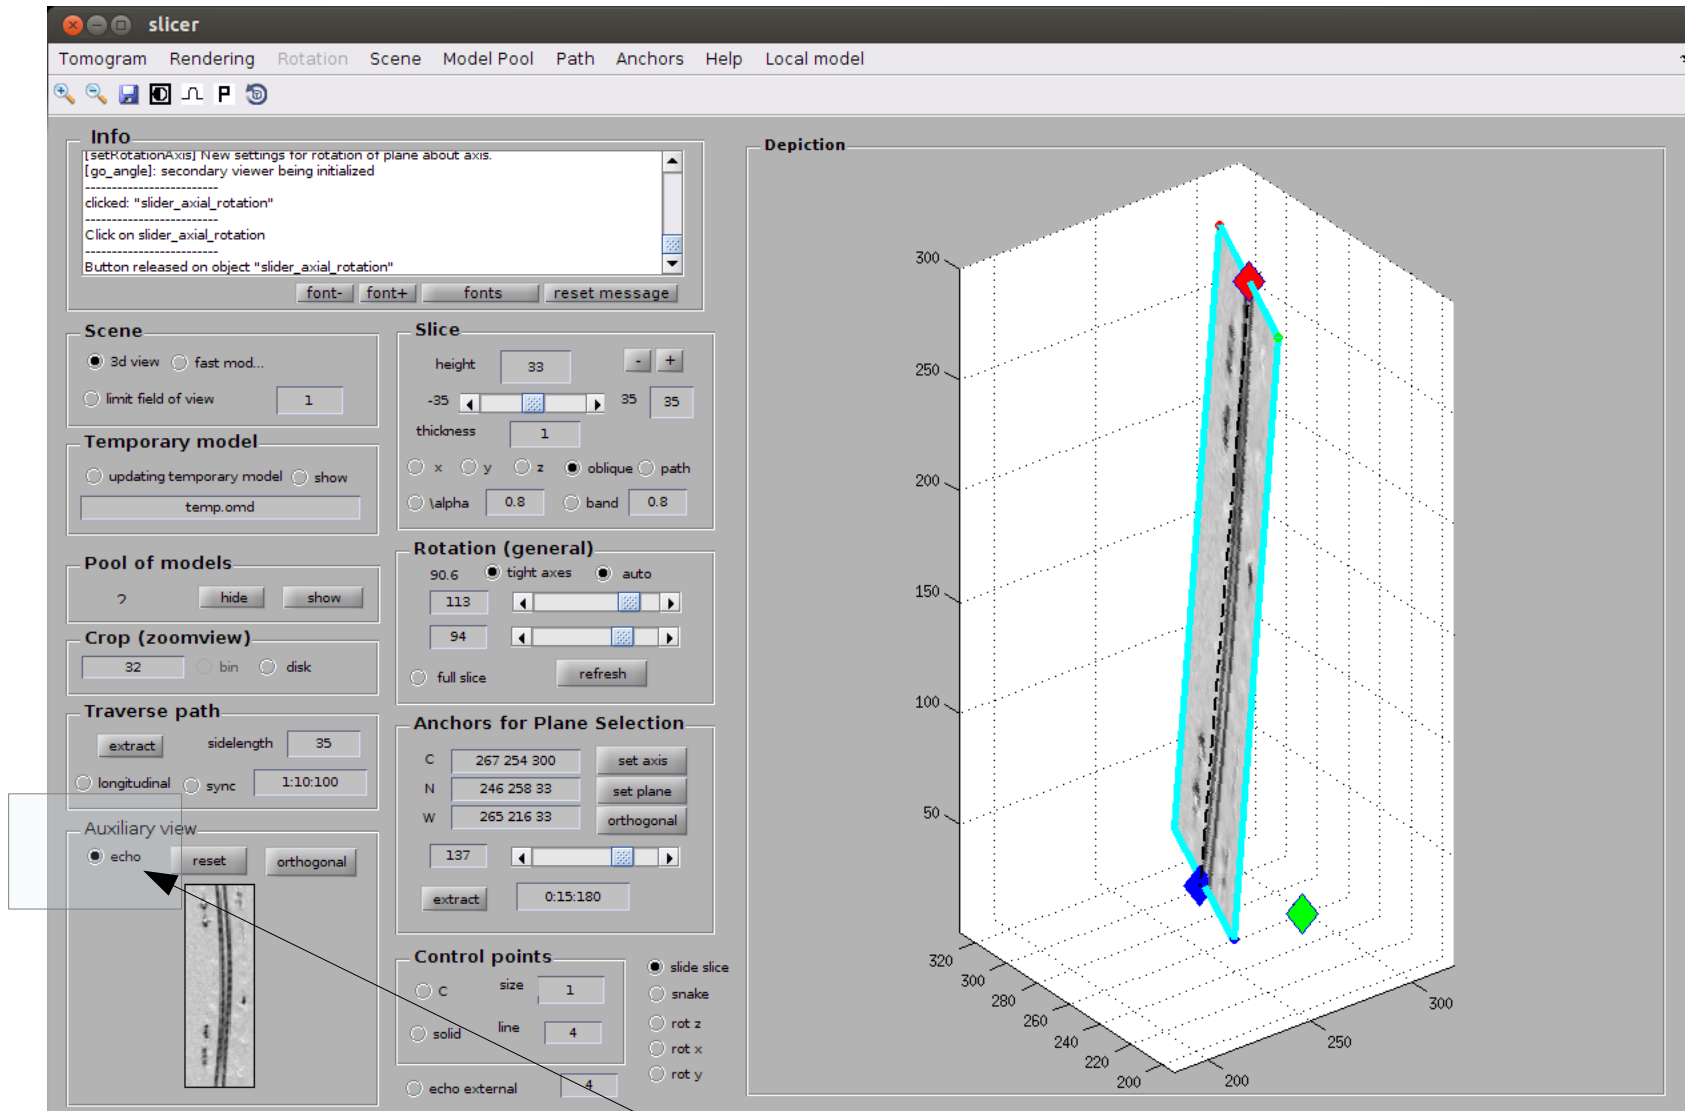 slicer
Tomogram Rendering Rotation Scene Model Pool Path Anchors Help Local model
P
Info
[setRotationAxis] New settings for rotation of plane about axis.
[go_angle]: secondary viewer being initialized
-------------------------
clicked: "slider_axial_rotation"
-------------------------
Click on slider_axial_rotation
-------------------------
Button released on object "slider_axial_rotation"
font- font+ fonts reset message
Scene
3d view fast mod...
limit field of view 1
Temporary model
updating temporary model show
temp.omd
Pool of models
? hide show
Crop (zoomview)
32 bin disk
Traverse path
extract sidelength 35
longitudinal sync 1:10:100
Auxiliary view
echo reset orthogonal
Slice
height 33 - +
-35 35 35
thickness 1
x y z oblique path
\alpha 0.8 band 0.8
Rotation (general)
90.6 tight axes auto
113
94
full slice refresh
Anchors for Plane Selection
C 267 254 300 set axis
N 246 258 33 set plane
W 265 216 33 orthogonal
137
extract 0:15:180
Control points
C size 1
solid line 4
echo external 4
slide slice
snake
rot z
rot x
rot y
Depiction
300
250
200
150
100
50
320
300
280
260
240
220
200
200
250
300